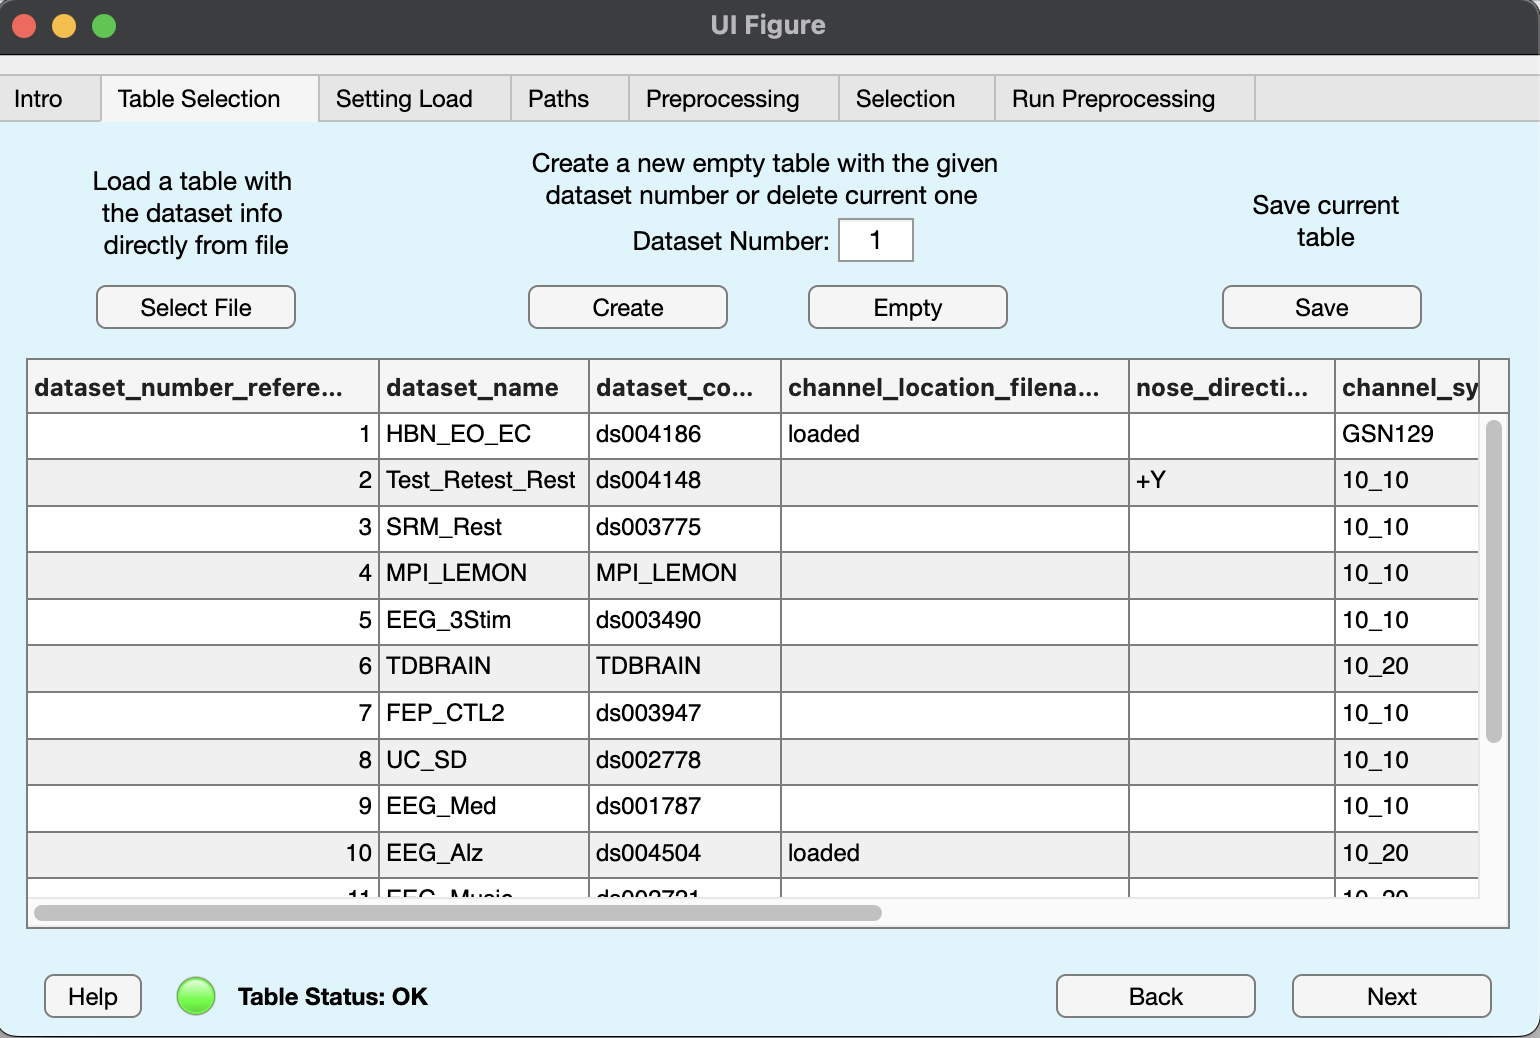 UI Figure
Intro Table Selection Setting Load Paths Preprocessing Selection Run Preprocessing
Load a table with
the dataset info
directly from file
Create a new empty table with the given
dataset number or delete current one
Dataset Number: 1
Save current
table
Select File Create Empty Save
dataset_number_refere... dataset_name dataset_co... channel_location_filena... nose_directi... channel_sy
1 HBN_EO_EC ds004186 loaded GSN129
2 Test_Retest_Rest ds004148 +Y 10_10
3 SRM_Rest ds003775 10_10
4 MPI_LEMON MPI_LEMON 10_10
5 EEG_3Stim ds003490 10_10
6 TDBRAIN TDBRAIN 10_20
7 FEP_CTL2 ds003947 10_10
8 UC_SD ds002778 10_10
9 EEG_Med ds001787 10_10
10 EEG_Alz ds004504 loaded 10_20
11 EEG_Music ds002721 10_20
Help Table Status: OK Back Next